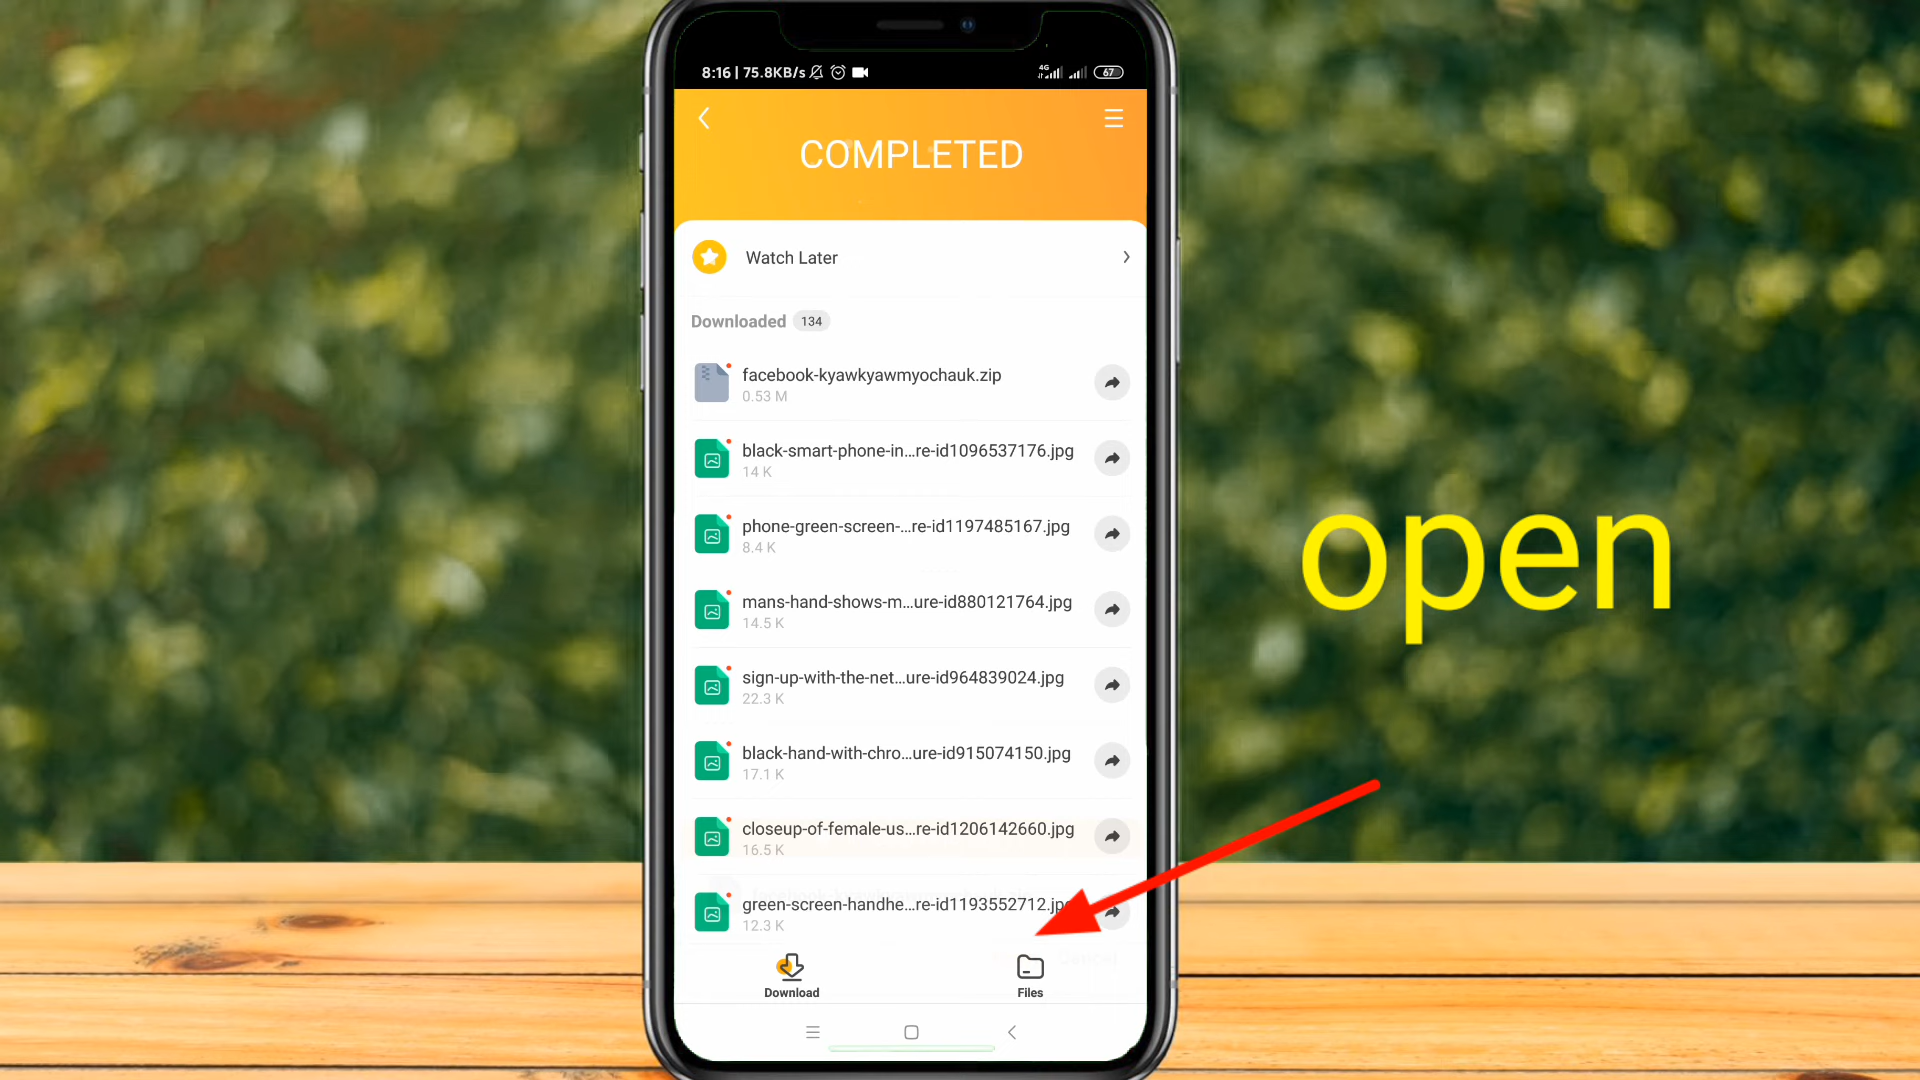 8:16 | 75.8KB/s
4G
67
COMPLETED
Watch Later
Downloaded 134
facebook-kyawkyawmyochauk.zip
0.53 M
black-smart-phone-in...re-id1096537176.jpg
14 K
phone-green-screen-...re-id1197485167.jpg
8.4 K
mans-hand-shows-m...ure-id880121764.jpg
14.5 K
sign-up-with-the-net...ure-id964839024.jpg
22.3 K
black-hand-with-chro...ure-id915074150.jpg
17.1 K
closeup-of-female-us...re-id1206142660.jpg
16.5 K
green-screen-handhe...re-id1193552712.jpg
12.3 K
Download
Files
open